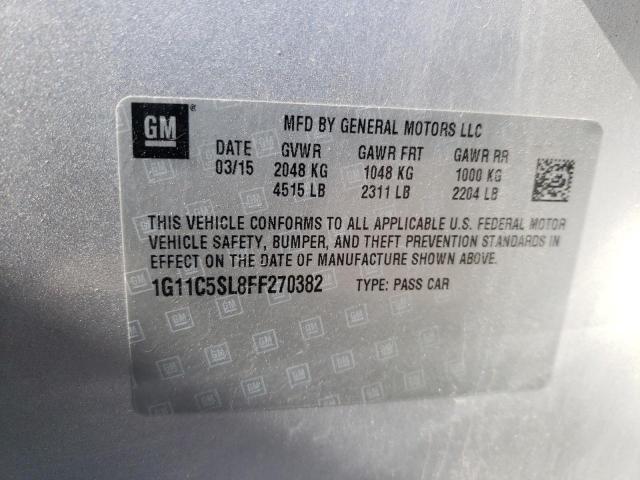 GM ®
MFD BY GENERAL MOTORS LLC
DATE GVWR GAWR FRT GAWR RR
03/15 2048 KG 1048 KG 1000 KG
4515 LB 2311 LB 2204 LB
THIS VEHICLE CONFORMS TO ALL APPLICABLE U.S. FEDERAL MOTOR
VEHICLE SAFETY, BUMPER, AND THEFT PREVENTION STANDARDS IN
EFFECT ON THE DATE OF MANUFACTURE SHOWN ABOVE.
1G11C5SL8FF270382 TYPE: PASS CAR